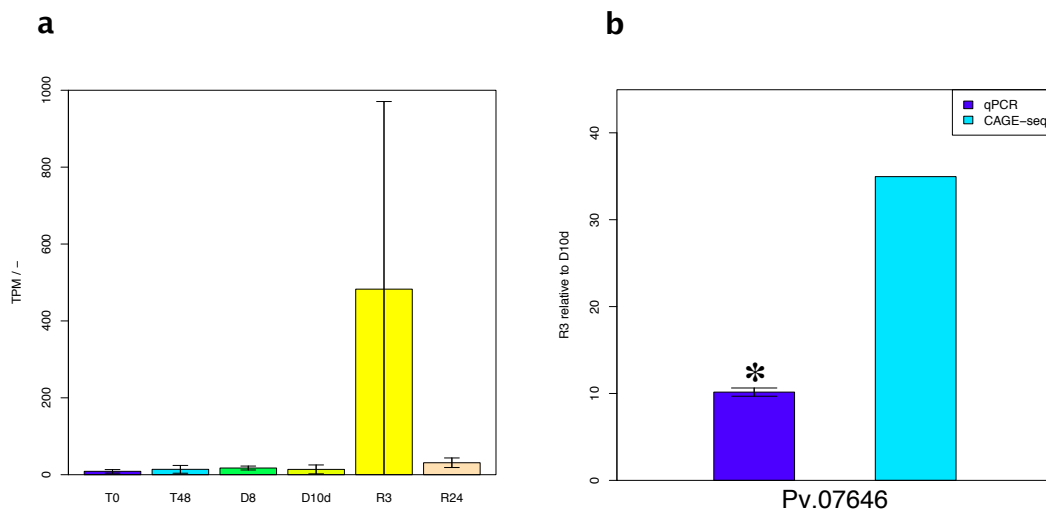 a
TPM / −
1000
800
600
400
200
0
T0 T48 D8 D10d R3 R24
b
R3 relative to D10d
40
30
20
10
0
qPCR
CAGE−seq
*
Pv.07646